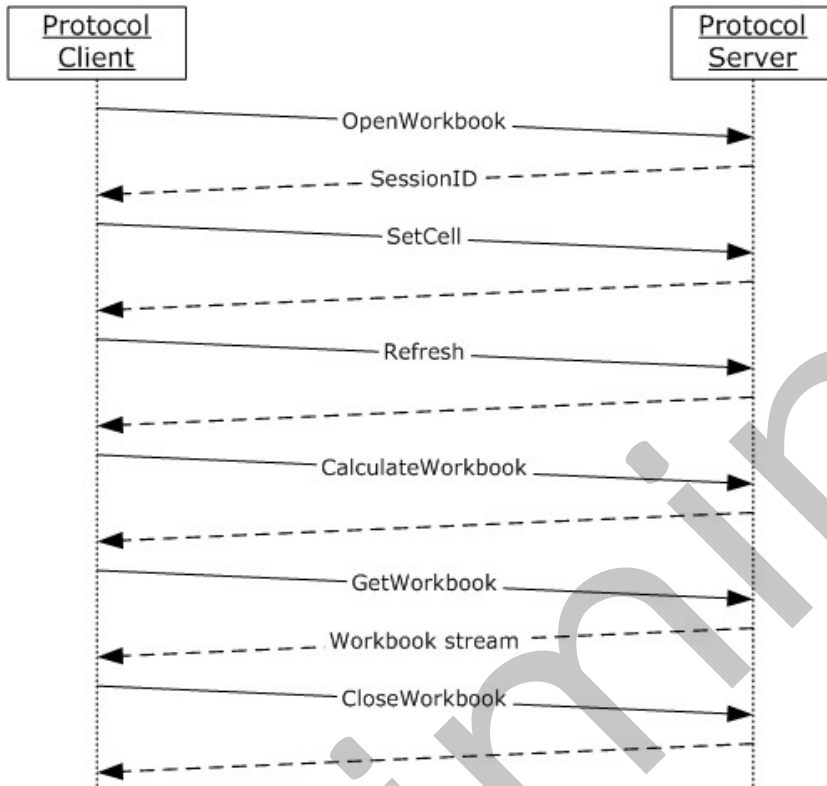 Protocol
Client
Protocol
Server
OpenWorkbook
SessionID
SetCell
Refresh
CalculateWorkbook
GetWorkbook
Workbook stream
CloseWorkbook